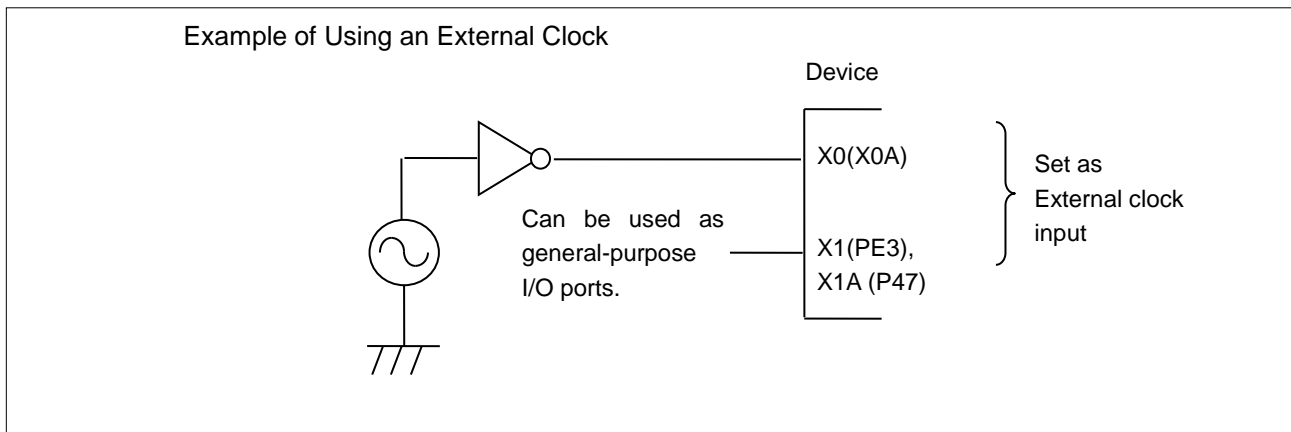 Example of Using an External Clock
Device
X0(X0A)
Can be used as
general-purpose
I/O ports.
X1(PE3),
X1A (P47)
Set as
External clock
input